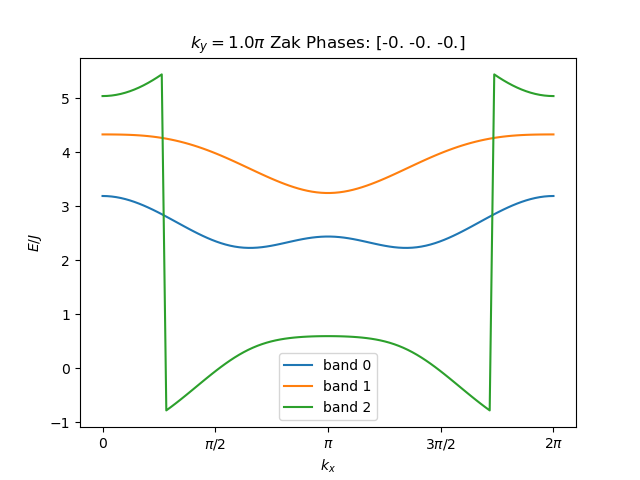 $k_y = 1.0\pi$ Zak Phases: [-0. -0. -0.]
E/J
5
4
3
2
1
0
−1
band 0
band 1
band 2
0
π/2
π
3π/2
2π
$k_x$